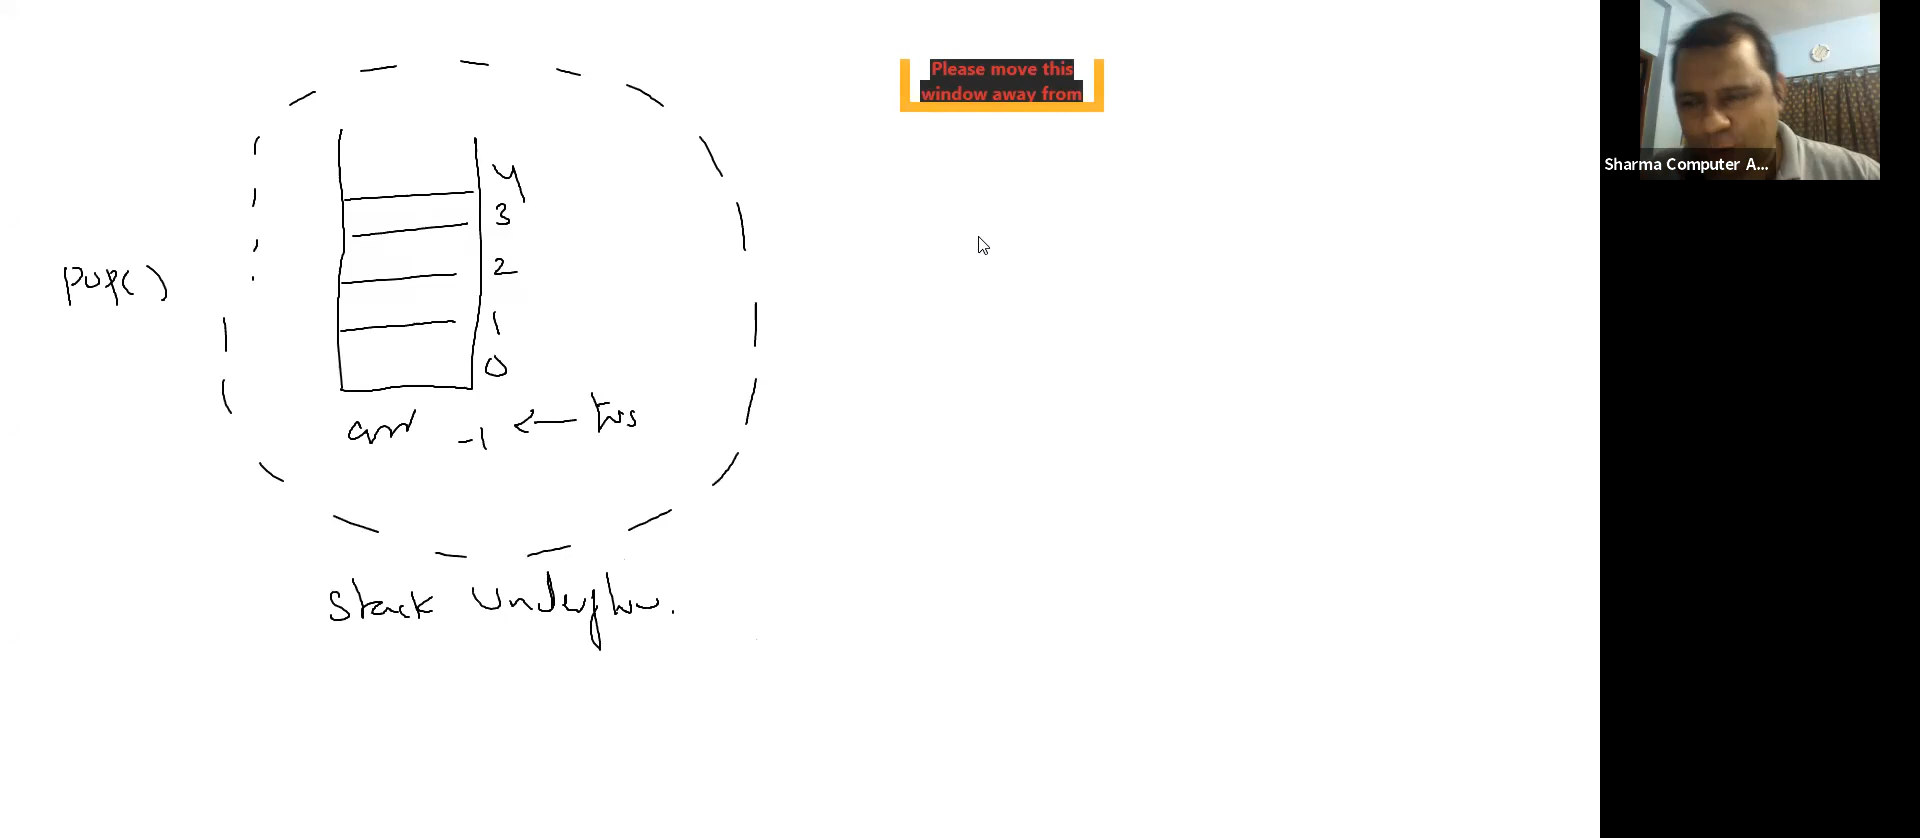 Please move this
window away from
Sharma Computer A...
4
3
2
pop()
1
0
arr -1 ← tos
Stack Underflow.